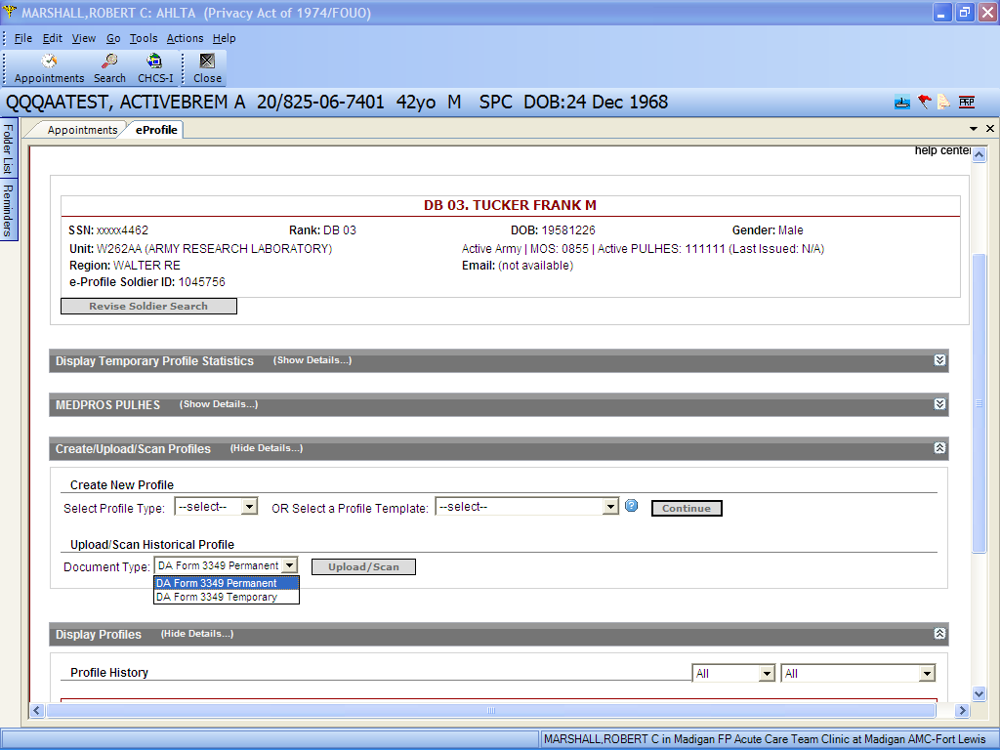 MARSHALL,ROBERT C: AHLTA (Privacy Act of 1974/FOUO)
File Edit View Go Tools Actions Help
Appointments Search CHCS-I Close
QQQAATEST, ACTIVEBREM A 20/825-06-7401 42yo M SPC DOB:24 Dec 1968
Folder List
Reminders
Appointments eProfile
help center
DB 03. TUCKER FRANK M
SSN: xxxxx4462 Rank: DB 03 DOB: 19581226 Gender: Male
Unit: W262AA (ARMY RESEARCH LABORATORY) Active Army | MOS: 0855 | Active PULHES: 111111 (Last Issued: N/A)
Region: WALTER RE Email: (not available)
e-Profile Soldier ID: 1045756
Revise Soldier Search
Display Temporary Profile Statistics (Show Details...)
MEDPROS PULHES (Show Details...)
Create/Upload/Scan Profiles (Hide Details...)
Create New Profile
Select Profile Type: --select-- OR Select a Profile Template: --select-- ? Continue
Upload/Scan Historical Profile
Document Type: DA Form 3349 Permanent Upload/Scan
DA Form 3349 Permanent
DA Form 3349 Temporary
Display Profiles (Hide Details...)
Profile History All All
MARSHALL,ROBERT C in Madigan FP Acute Care Team Clinic at Madigan AMC-Fort Lewis